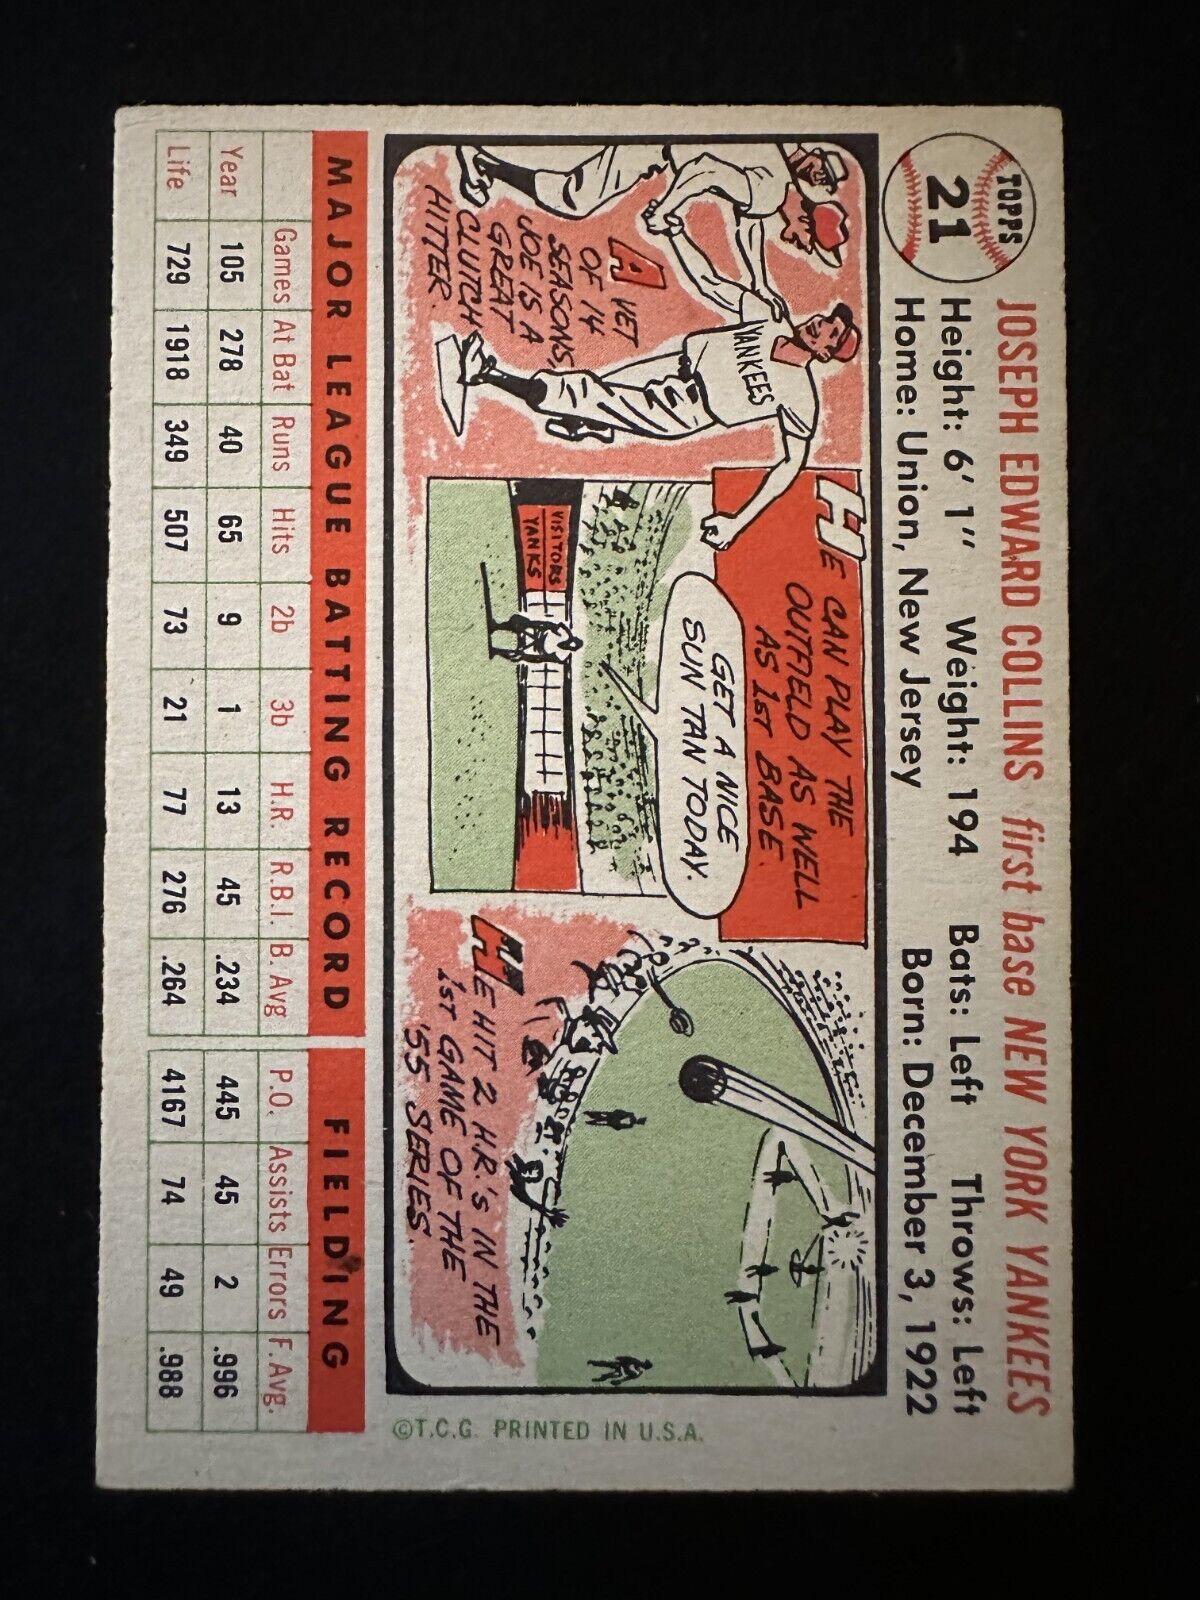 TOPPS
21
JOSEPH EDWARD COLLINS first base NEW YORK YANKEES
Height: 6' 1" Weight: 194 Bats: Left Throws: Left
Home: Union, New Jersey Born: December 3, 1922
A VET
OF 14
SEASONS,
JOE IS A
GREAT
CLUTCH
HITTER.
YANKEES
HE CAN PLAY THE
OUTFIELD AS WELL
AS 1ST BASE.
GET A NICE
SUN TAN TODAY.
VISITORS
YANKS
HE HIT 2 H.R.'S IN THE
1ST GAME OF THE
'55 SERIES.
©T.C.G. PRINTED IN U.S.A.
MAJOR LEAGUE BATTING RECORD FIELDING
Games At Bat Runs Hits 2b 3b H.R. R.B.I. B. Avg P.O. Assists Errors F. Avg.
Year 105 278 40 65 9 1 13 45 .234 445 45 2 .996
Life 729 1918 349 507 73 21 77 276 .264 4167 74 49 .988